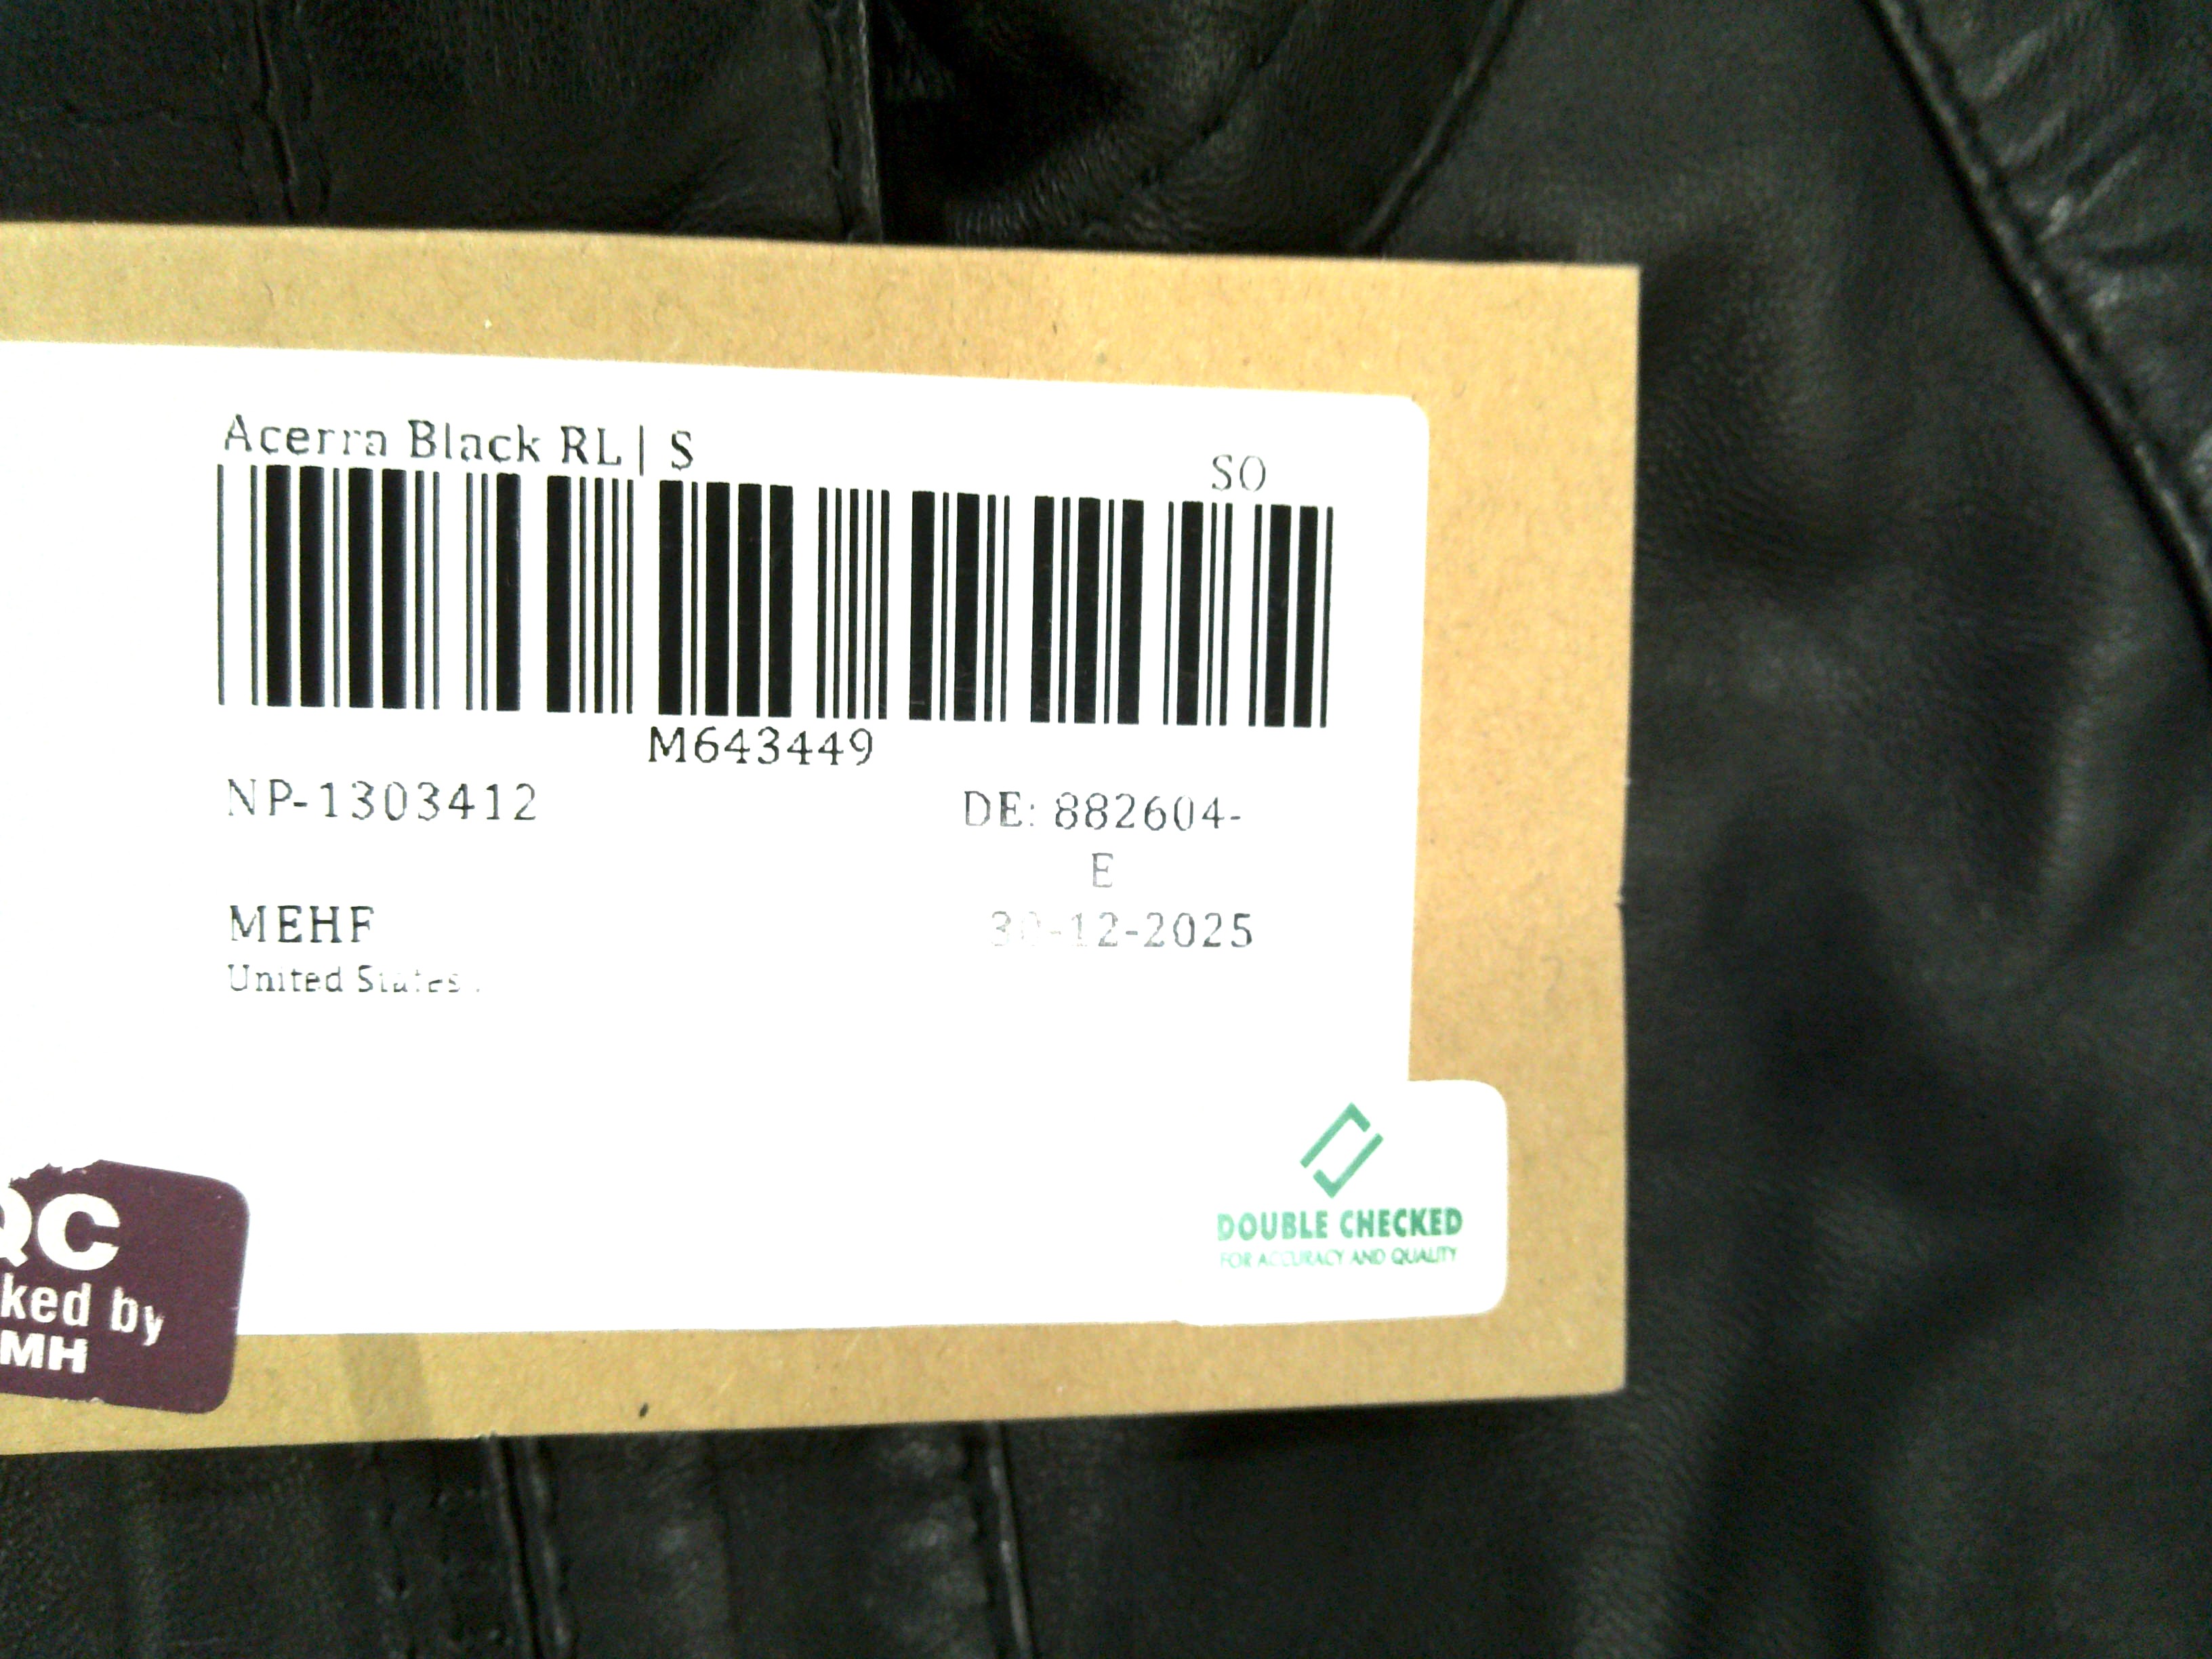 Acerra Black RL | S
SO
M643449
NP-1303412
DE: 882604-
E
MEHF
30-12-2025
United States
QC
ked by
MH
DOUBLE CHECKED
FOR ACCURACY AND QUALITY